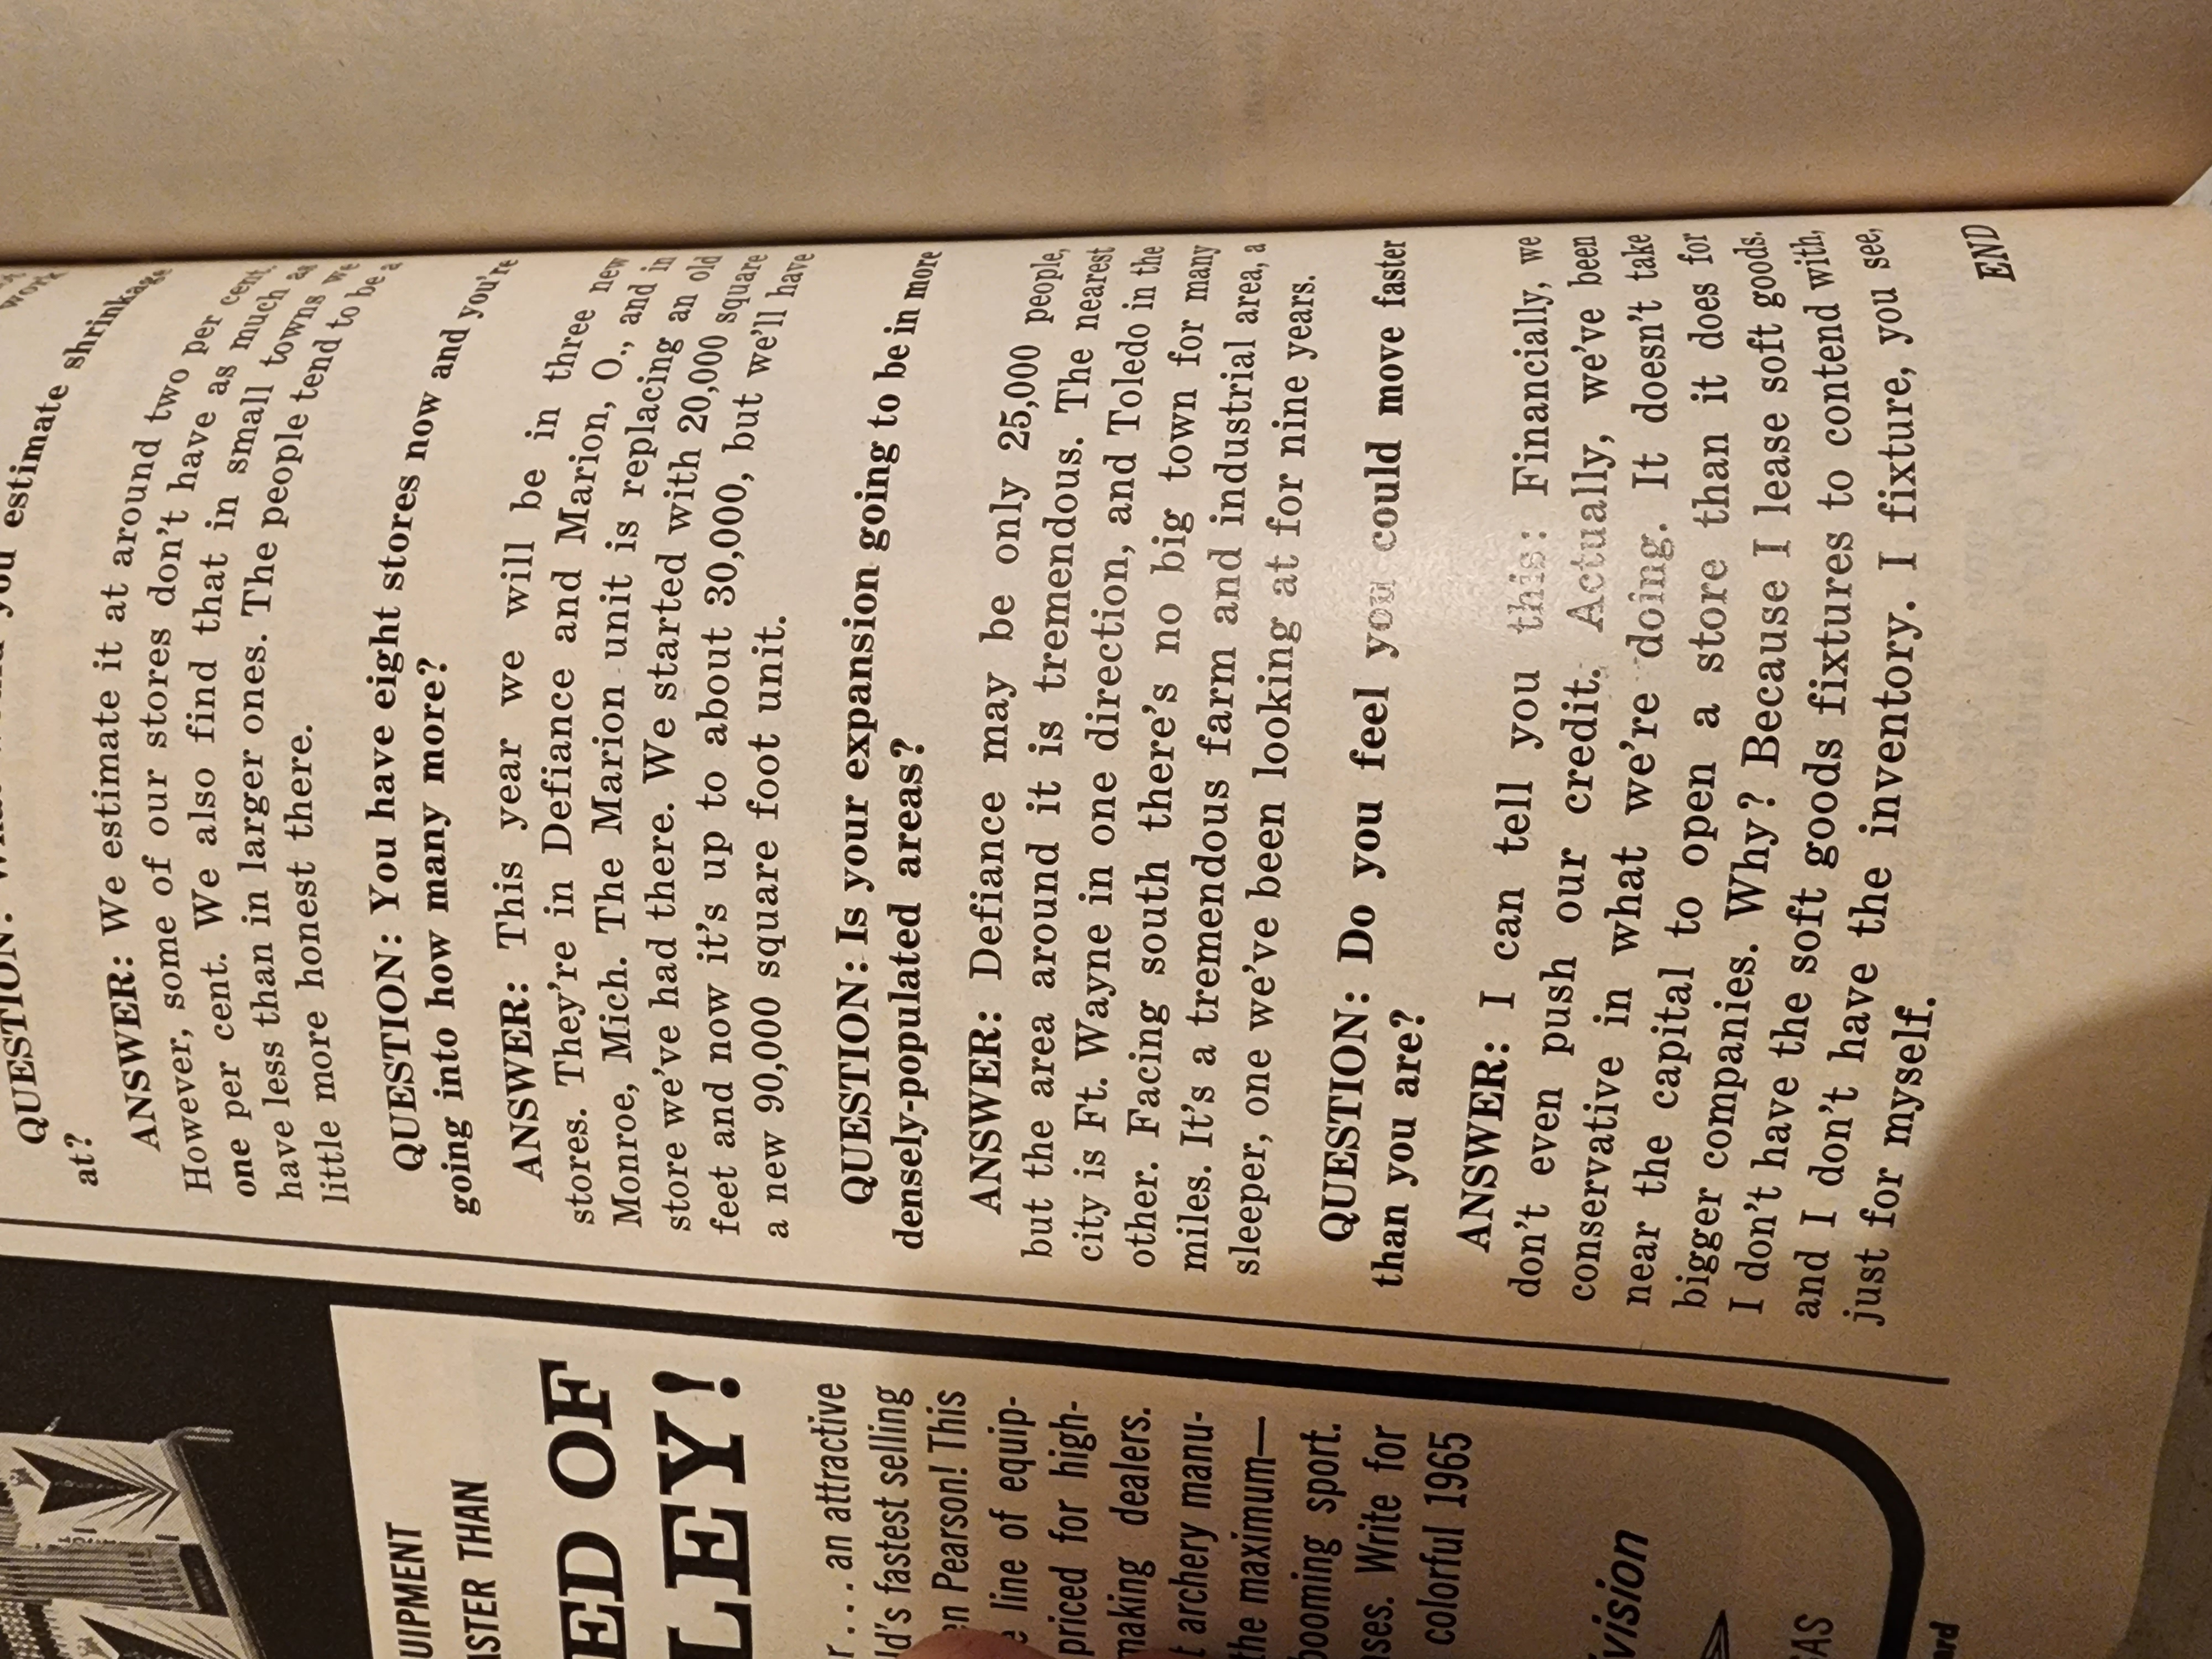 UIPMENT
ASTER THAN
ED OF
LEY!
r . . . an attractive
ld's fastest selling
en Pearson! This
e line of equip-
priced for high-
making dealers.
t archery manu-
the maximum—
booming sport.
ses. Write for
colorful 1965
vision
SAS
work
QUESTION: you estimate shrinkage
at?
ANSWER: We estimate it at around two per cent.
However, some of our stores don't have as much as
one per cent. We also find that in small towns we
have less than in larger ones. The people tend to be a
little more honest there.
QUESTION: You have eight stores now and you're
going into how many more?
ANSWER: This year we will be in three new
stores. They're in Defiance and Marion, O., and in
Monroe, Mich. The Marion unit is replacing an old
store we've had there. We started with 20,000 square
feet and now it's up to about 30,000, but we'll have
a new 90,000 square foot unit.
QUESTION: Is your expansion going to be in more
densely-populated areas?
ANSWER: Defiance may be only 25,000 people,
but the area around it is tremendous. The nearest
city is Ft. Wayne in one direction, and Toledo in the
other. Facing south there's no big town for many
miles. It's a tremendous farm and industrial area, a
sleeper, one we've been looking at for nine years.
QUESTION: Do you feel you could move faster
than you are?
ANSWER: I can tell you this: Financially, we
don't even push our credit. Actually, we've been
conservative in what we're doing. It doesn't take
near the capital to open a store than it does for
bigger companies. Why? Because I lease soft goods.
I don't have the soft goods fixtures to contend with,
and I don't have the inventory. I fixture, you see,
just for myself.
END